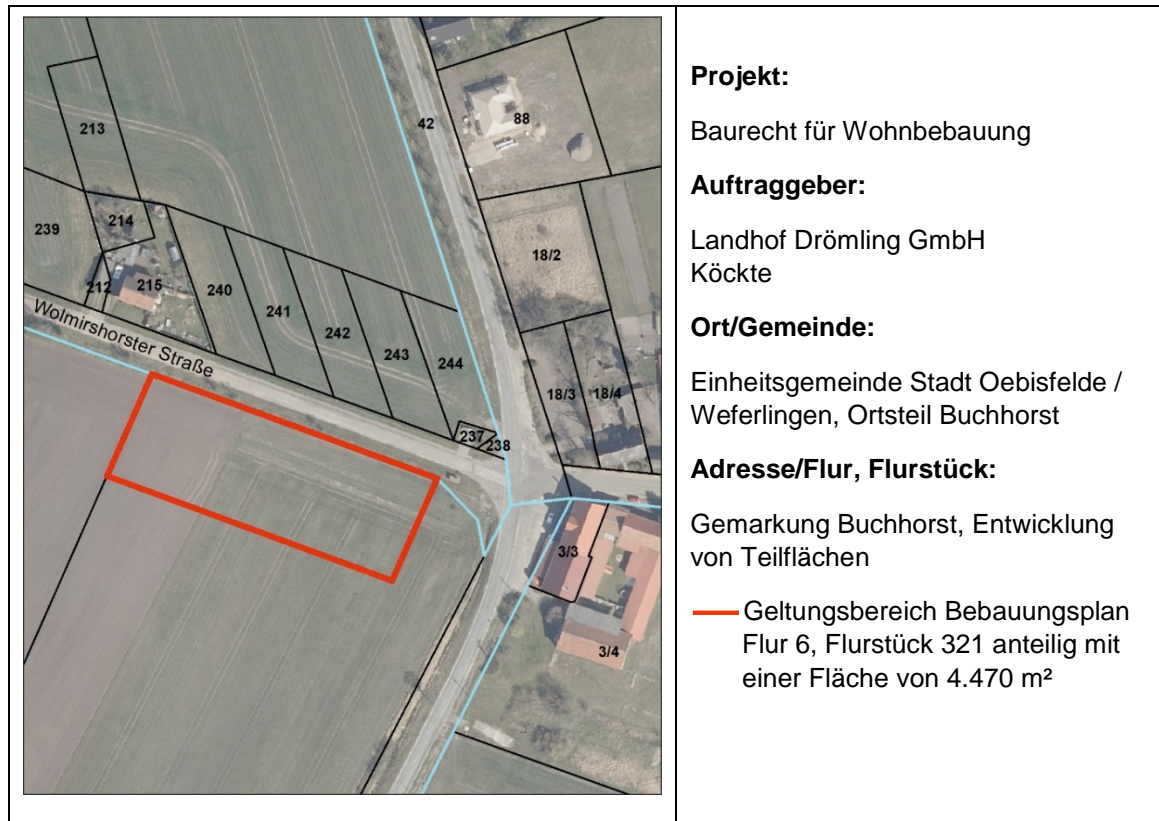 213
42
88
214
239
18/2
212
215
240
241
242
243
244
Wolmirshorster Straße
18/3
18/4
237
238
3/3
3/4
Projekt:
Baurecht für Wohnbebauung
Auftraggeber:
Landhof Drömling GmbH
Köckte
Ort/Gemeinde:
Einheitsgemeinde Stadt Oebisfelde /
Weferlingen, Ortsteil Buchhorst
Adresse/Flur, Flurstück:
Gemarkung Buchhorst, Entwicklung
von Teilflächen
Geltungsbereich Bebauungsplan
Flur 6, Flurstück 321 anteilig mit
einer Fläche von 4.470 m²